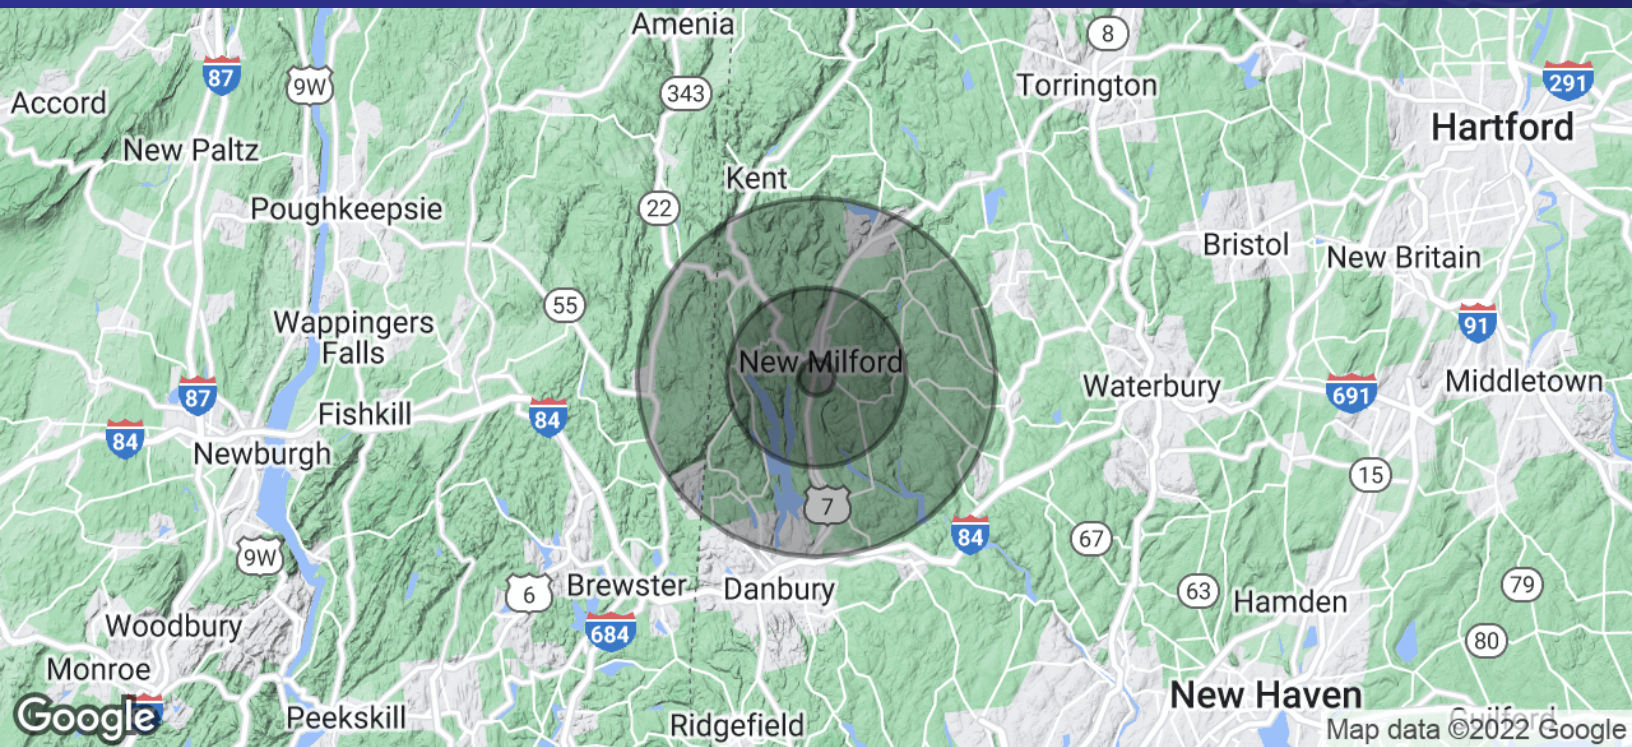 Amenia
8
87
9W
343
Torrington
291
Accord
Hartford
New Paltz
Kent
22
Poughkeepsie
Bristol
New Britain
55
Wappingers
Falls
91
New Milford
87
Waterbury
691
Middletown
84
Fishkill
84
Newburgh
15
7
84
67
9W
6
Brewster
Danbury
63
Hamden
79
Woodbury
684
80
Monroe
New Haven
Google
Peekskill
Ridgefield
Guilford
Map data ©2022 Google